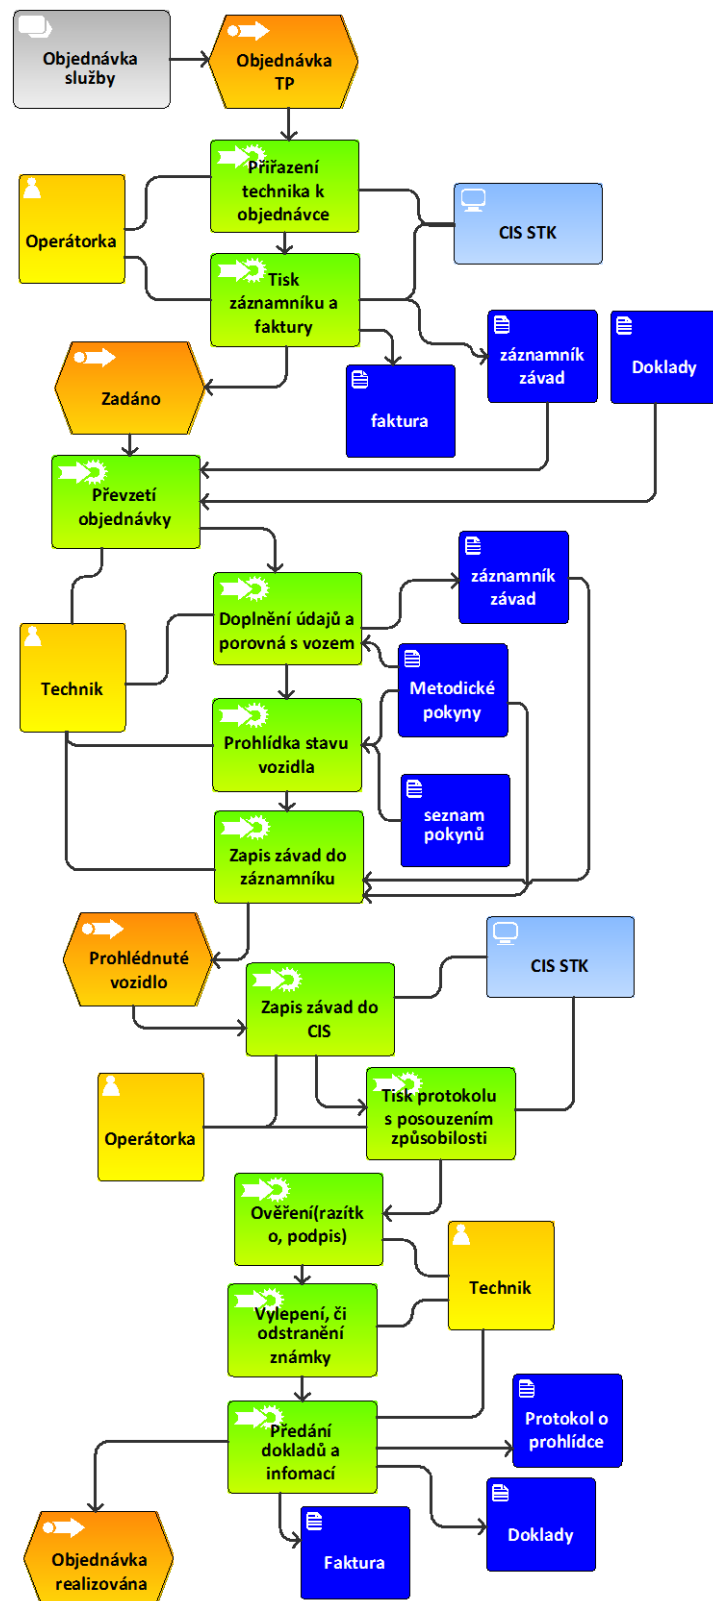 Objednávka
služby
Objednávka
TP
Přiřazení
technika k
objednávce
Operátorka
CIS STK
Tisk
záznamníku a
faktury
záznamník
závad
Doklady
faktura
Zadáno
Převzetí
objednávky
záznamník
závad
Doplnění údajů a
porovná s vozem
Technik
Metodické
pokyny
Prohlídka stavu
vozidla
seznam
pokynů
Zapis závad do
záznamníku
Prohlédnuté
vozidlo
CIS STK
Zapis závad do
CIS
Tisk protokolu
s posouzením
způsobilosti
Operátorka
Ověření(razítk
o, podpis)
Technik
Vylepení, či
odstranění
známky
Protokol o
prohlídce
Předání
dokladů a
infomací
Doklady
Faktura
Objednávka
realizována